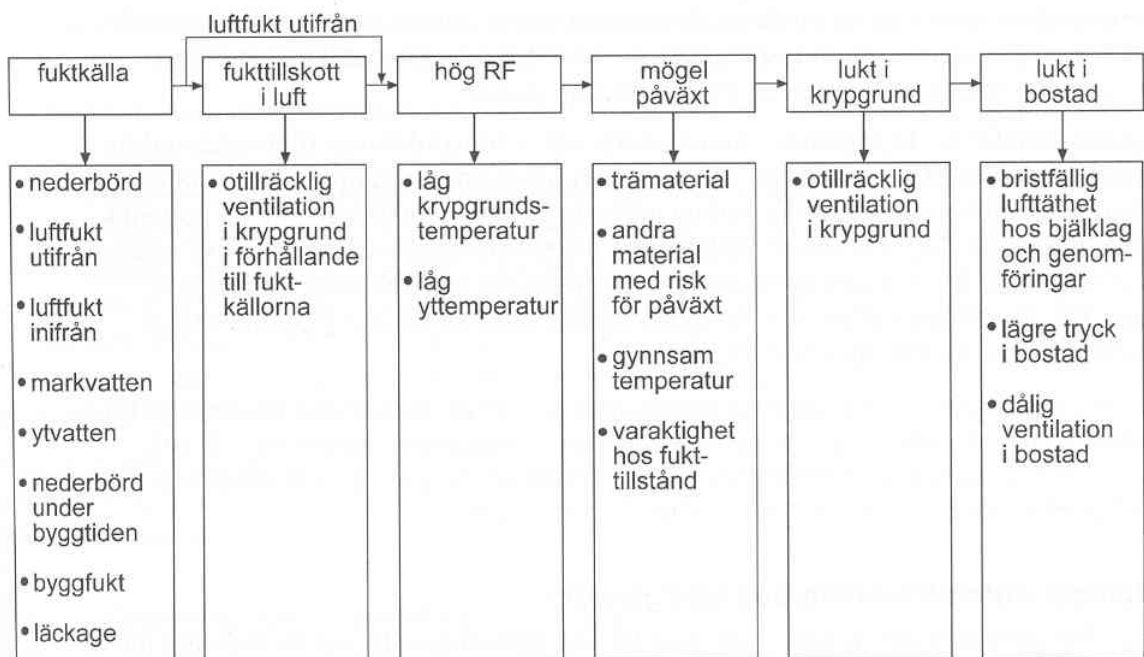 luftfukt utifrån
fuktkälla
fukttillskott
i luft
hög RF
mögel
påväxt
lukt i
krypgrund
lukt i
bostad
• nederbörd
• luftfukt
utifrån
• luftfukt
inifrån
• markvatten
• ytvatten
• nederbörd
under
byggtiden
• byggfukt
• läckage
• otillräcklig
ventilation
i krypgrund
i förhållande
till fukt-
källorna
• låg
krypgrunds-
temperatur
• låg
yttemperatur
• trämaterial
• andra
material
med risk
för påväxt
• gynnsam
temperatur
• varaktighet
hos fukt-
tillstånd
• otillräcklig
ventilation
i krypgrund
• bristfällig
lufttäthet
hos bjälklag
och genom-
föringar
• lägre tryck
i bostad
• dålig
ventilation
i bostad